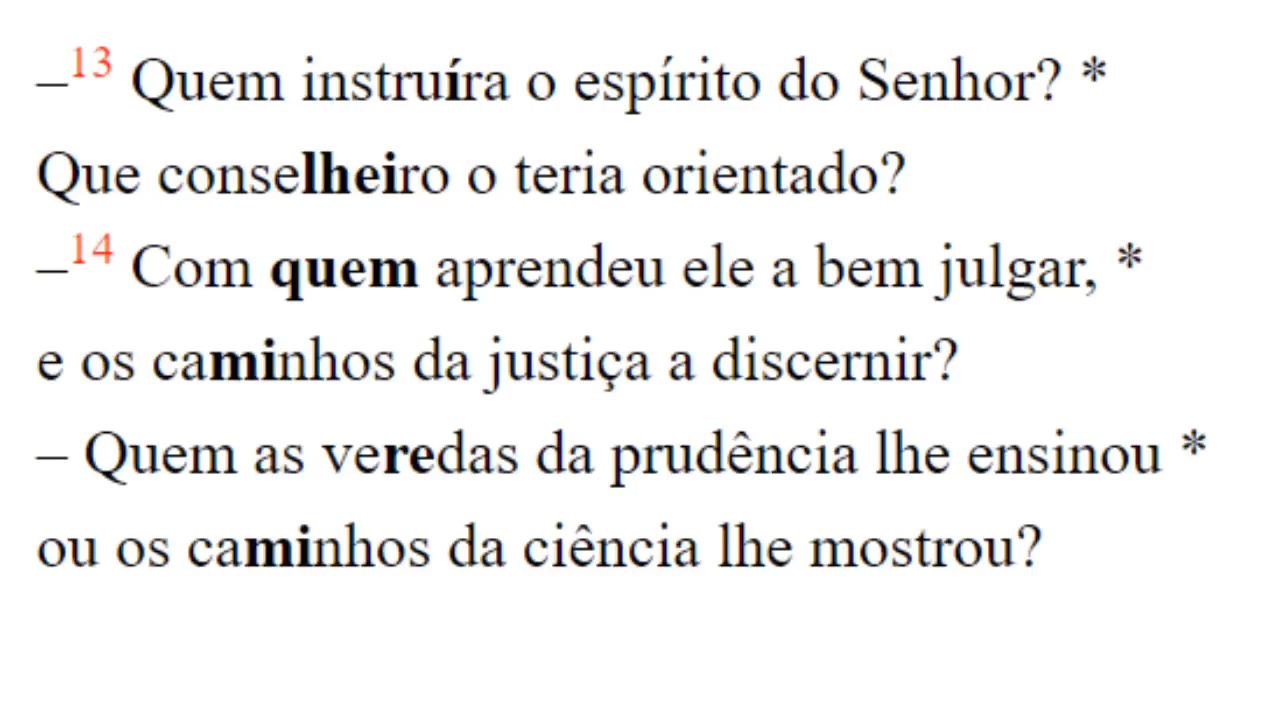 –13 Quem instruíra o espírito do Senhor? *
Que conselheiro o teria orientado?
–14 Com quem aprendeu ele a bem julgar, *
e os caminhos da justiça a discernir?
– Quem as veredas da prudência lhe ensinou *
ou os caminhos da ciência lhe mostrou?